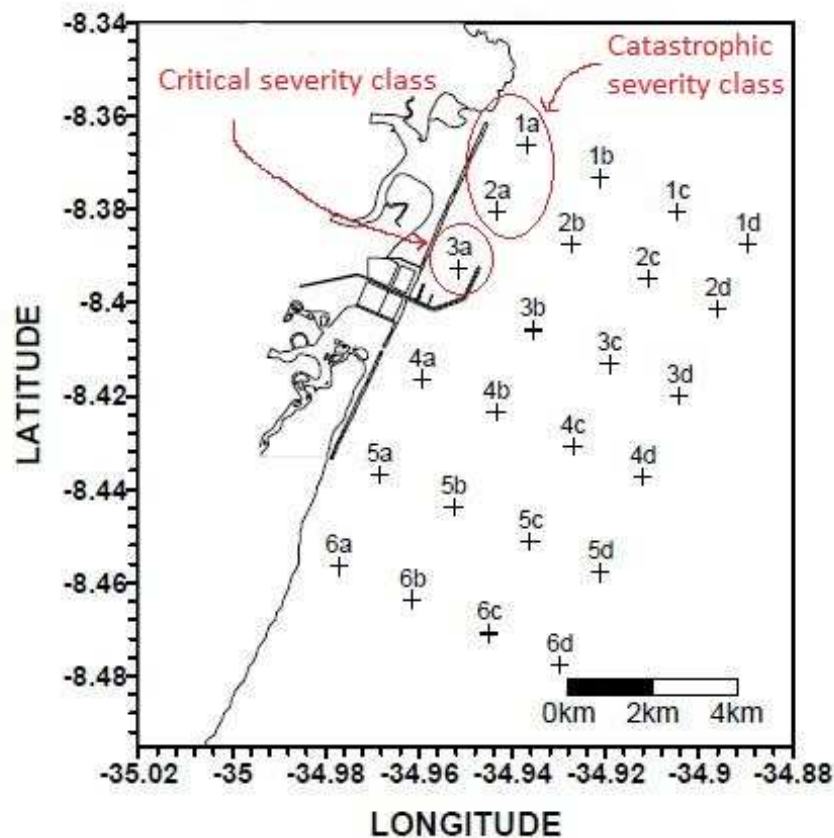 -8.34
Catastrophic
severity class
Critical severity class
-8.36
1a
1b
-8.38
2a
1c
2b
1d
3a
2c
-8.4
2d
3b
3c
4a
3d
-8.42
4b
4c
5a
4d
-8.44
5b
5c
6a
5d
-8.46
6b
6c
6d
-8.48
0km 2km 4km
LATITUDE
-35.02 -35 -34.98 -34.96 -34.94 -34.92 -34.9 -34.88
LONGITUDE